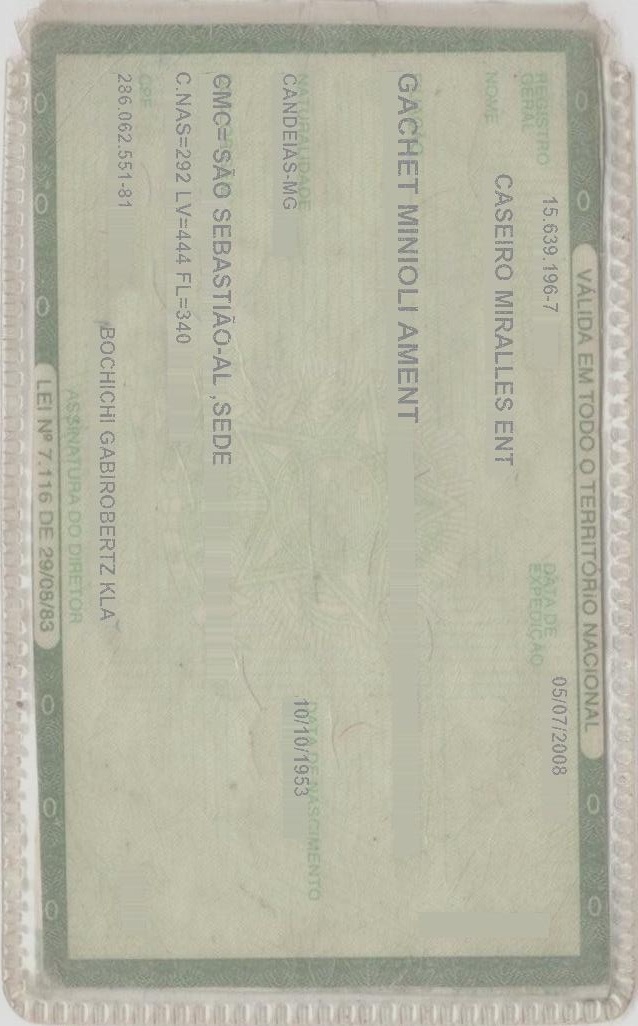 VÁLIDA EM TODO O TERRITÓRIO NACIONAL
REGISTRO GERAL 15.639.196-7 DATA DE EXPEDIÇÃO 05/07/2008
NOME CASEIRO MIRALLES ENT
GACHET MINIOLI AMENT
NATURALIDADE DATA DE NASCIMENTO
CANDEIAS-MG 10/10/1953
CMC=SÃO SEBASTIÃO-AL ,SEDE
C.NAS=292 LV=444 FL=340
CPF
286.062.551-81 BOCHICHI GABIROBERTZ KLA
ASSINATURA DO DIRETOR
LEI Nº 7.116 DE 29/08/83